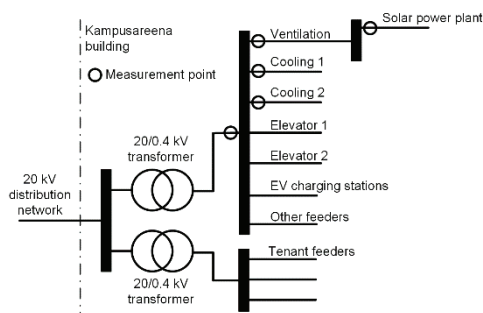 Kampusareena
building
Measurement point
20/0.4 kV
transformer
20 kV
distribution
network
20/0.4 kV
transformer
Ventilation
Solar power plant
Cooling 1
Cooling 2
Elevator 1
Elevator 2
EV charging stations
Other feeders
Tenant feeders